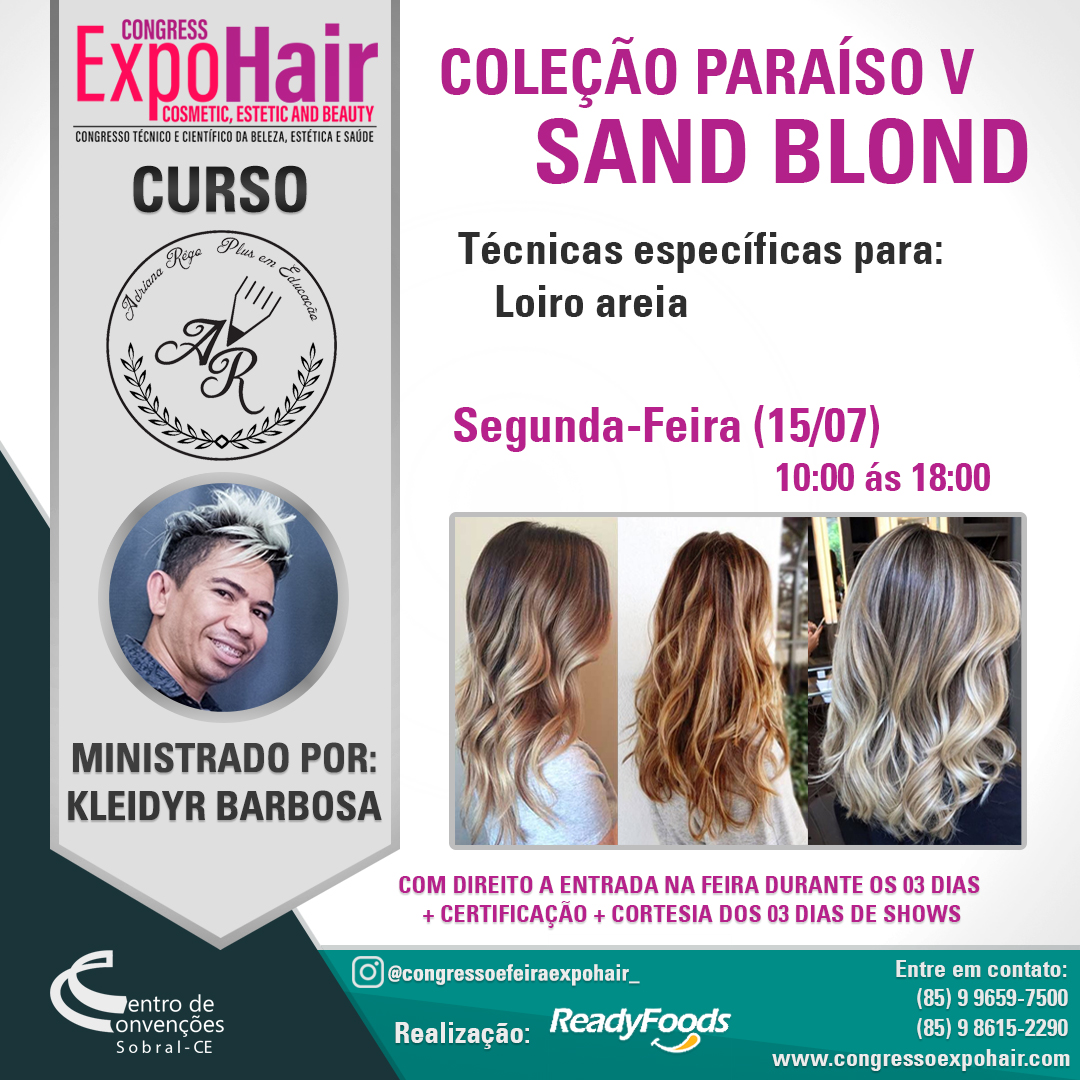 CONGRESS
ExpoHair
COSMETIC, ESTETIC AND BEAUTY
CONGRESSO TÉCNICO E CIENTÍFICO DA BELEZA, ESTÉTICA E SAÚDE
CURSO
Adriana Rêgo Plus em Educação
AR
MINISTRADO POR:
KLEIDYR BARBOSA
COLEÇÃO PARAÍSO V
SAND BLOND
Técnicas específicas para:
Loiro areia
Segunda-Feira (15/07)
10:00 ás 18:00
COM DIREITO A ENTRADA NA FEIRA DURANTE OS 03 DIAS
+ CERTIFICAÇÃO + CORTESIA DOS 03 DIAS DE SHOWS
Centro de
Convenções
Sobral-CE
@congressoefeiraexpohair_
Realização: ReadyFoods
Entre em contato:
(85) 9 9659-7500
(85) 9 8615-2290
www.congressoexpohair.com